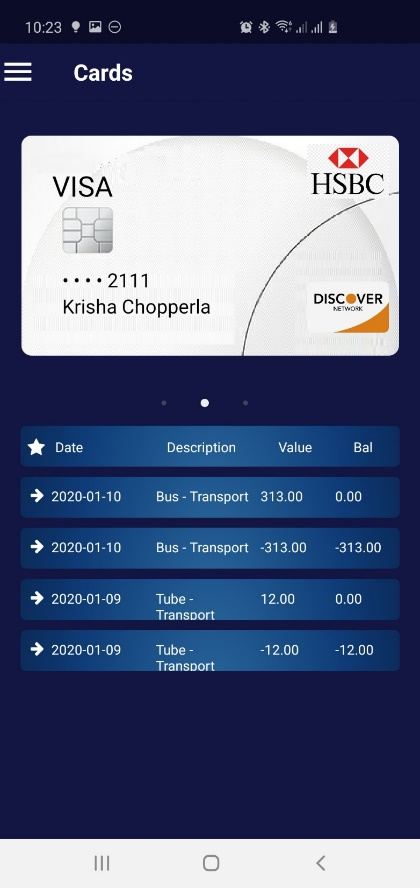 10:23
Cards
VISA
HSBC
•••• 2111
Krisha Chopperla
DISCOVER
NETWORK
Date Description Value Bal
2020-01-10 Bus - Transport 313.00 0.00
2020-01-10 Bus - Transport -313.00 -313.00
2020-01-09 Tube - 12.00 0.00
Transport
2020-01-09 Tube - -12.00 -12.00
Transport